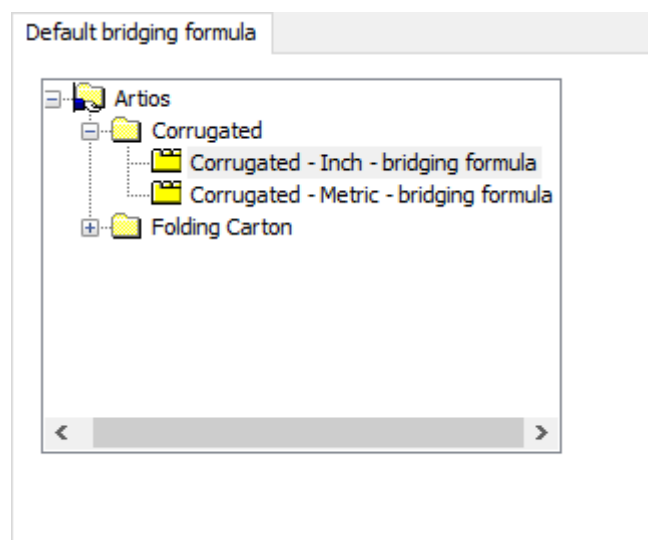 Default bridging formula
Artios
Corrugated
Corrugated - Inch - bridging formula
Corrugated - Metric - bridging formula
Folding Carton